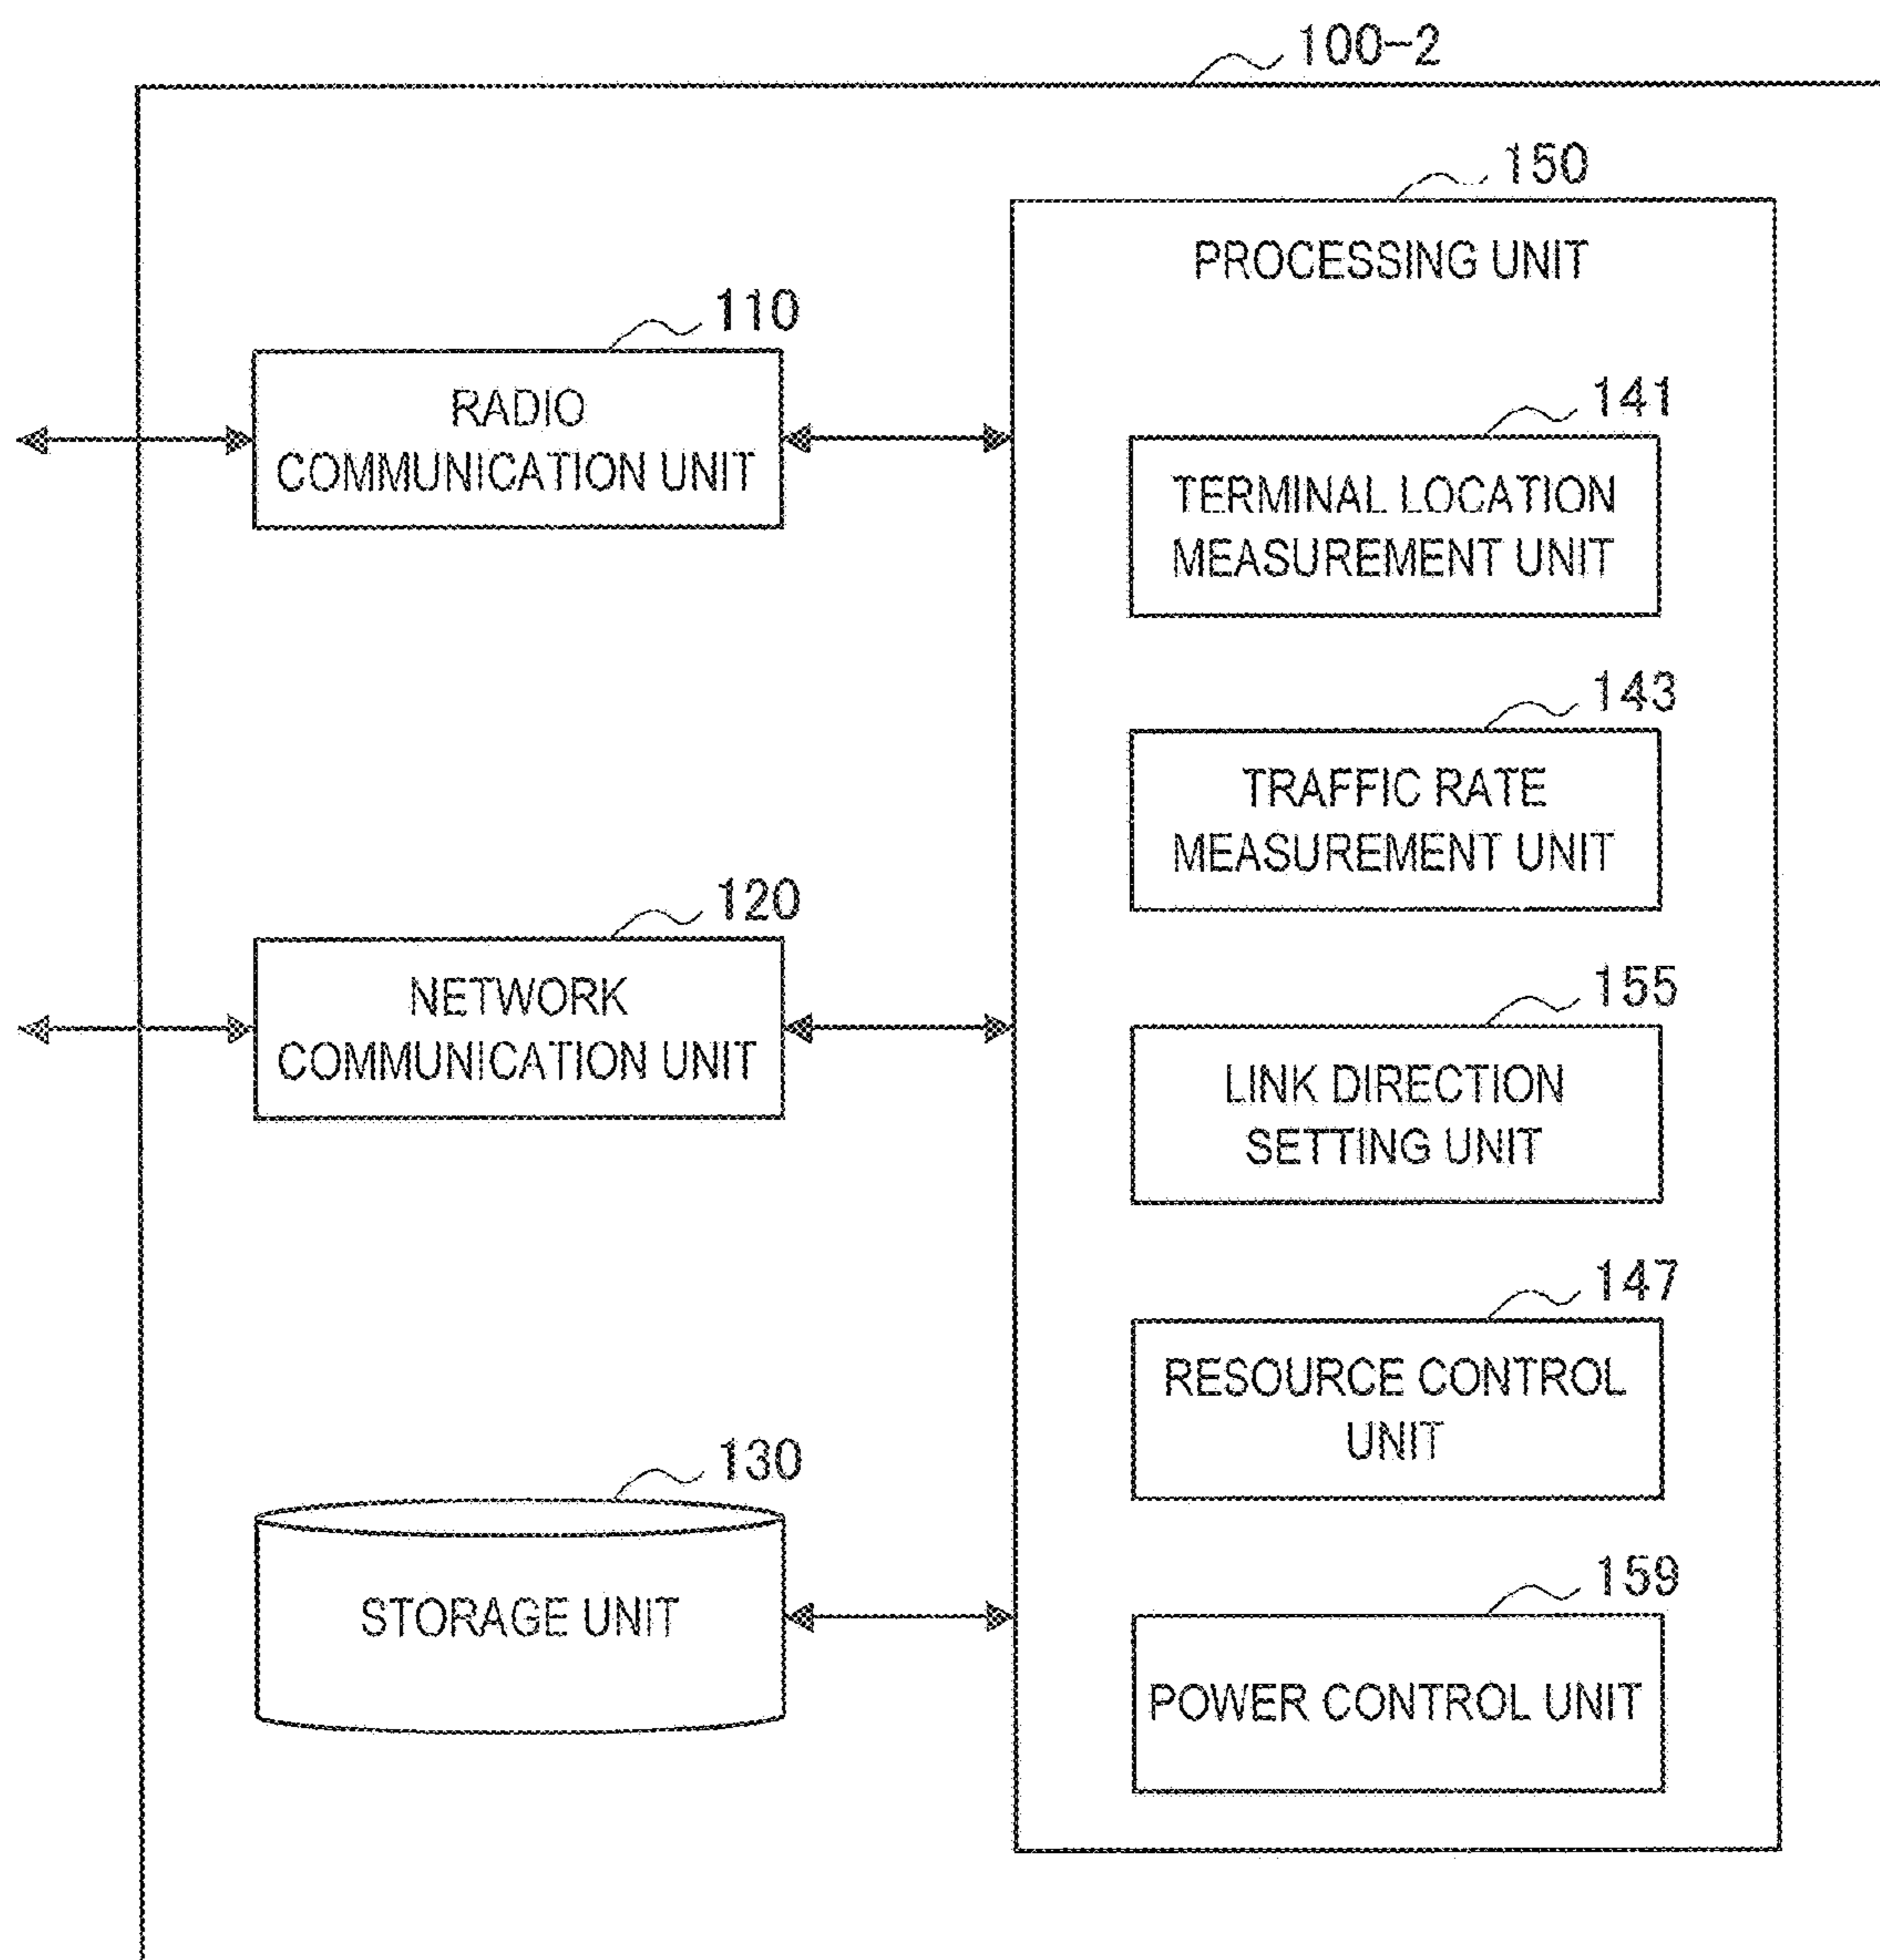 100-2
150
PROCESSING UNIT
110
RADIO
COMMUNICATION UNIT
141
TERMINAL LOCATION
MEASUREMENT UNIT
143
TRAFFIC RATE
MEASUREMENT UNIT
120
NETWORK
COMMUNICATION UNIT
155
LINK DIRECTION
SETTING UNIT
147
RESOURCE CONTROL
UNIT
130
STORAGE UNIT
159
POWER CONTROL UNIT